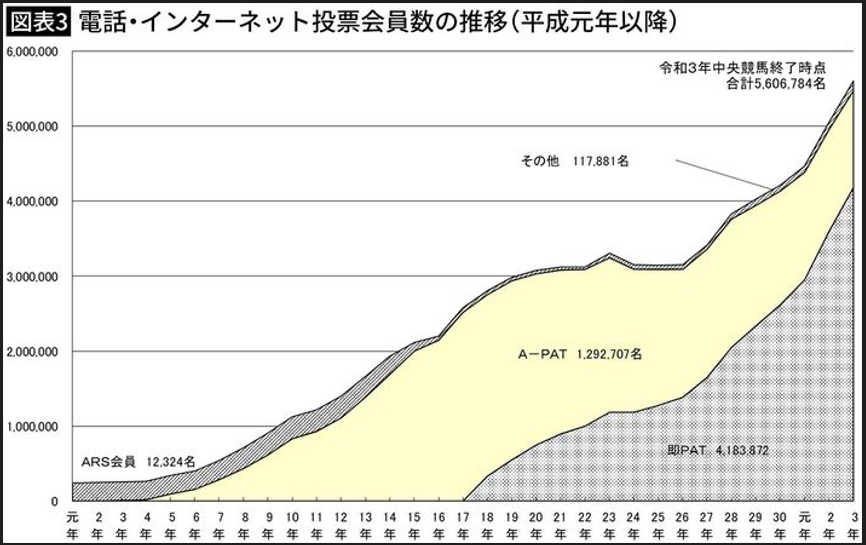 図表3 電話・インターネット投票会員数の推移(平成元年以降)
6,000,000
令和3年中央競馬終了時点
合計5,606,784名
5,000,000
その他 117,881名
4,000,000
3,000,000
A-PAT 1,292,707名
2,000,000
1,000,000
即PAT 4,183,872
ARS会員 12,324名
0
元 2 3 4 5 6 7 8 9 10 11 12 13 14 15 16 17 18 19 20 21 22 23 24 25 26 27 28 29 30 元 2 3
年 年 年 年 年 年 年 年 年 年 年 年 年 年 年 年 年 年 年 年 年 年 年 年 年 年 年 年 年 年 年 年 年